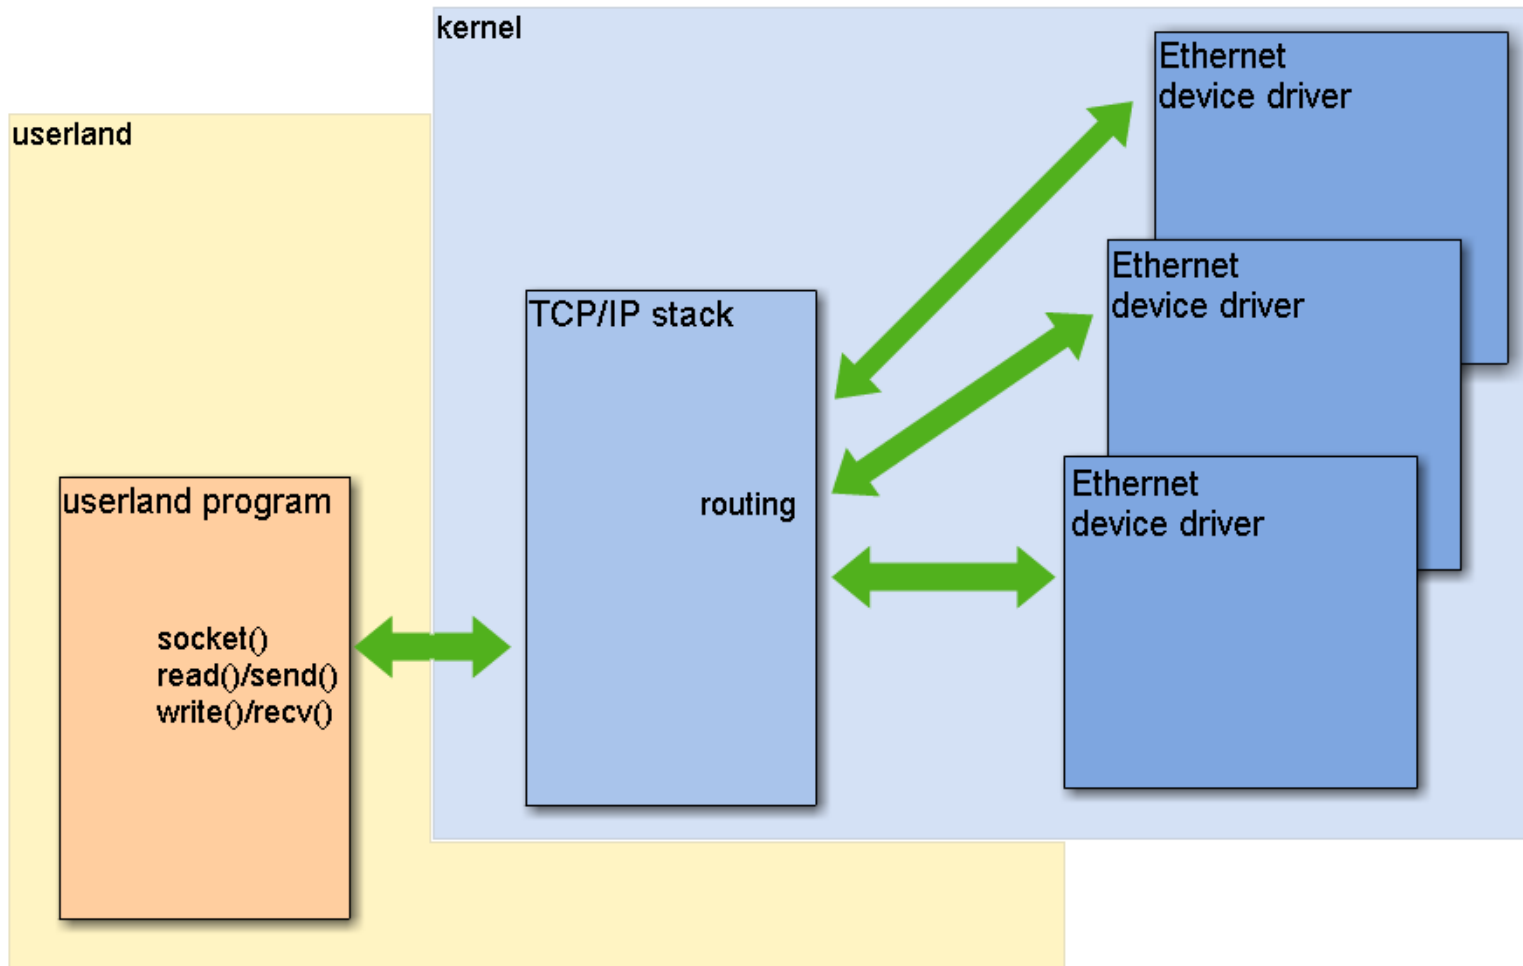 kernel
Ethernet
device driver
userland
Ethernet
device driver
TCP/IP stack
Ethernet
device driver
routing
userland program
socket()
read()/send()
write()/recv()